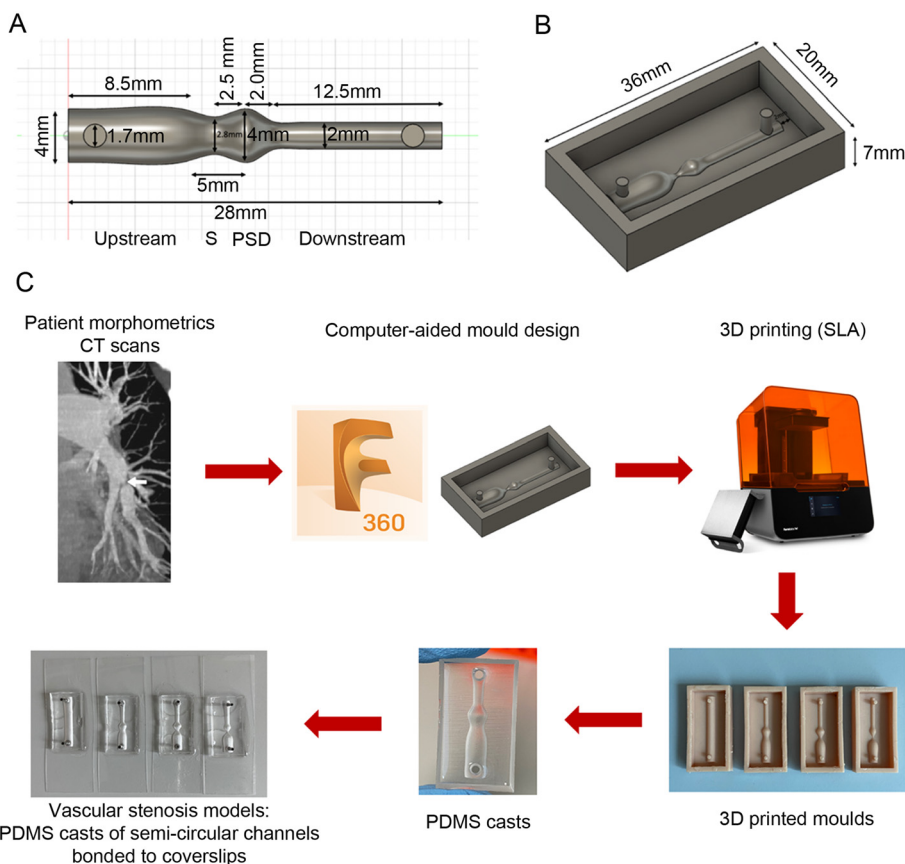 A
B
2.5 mm
2.0mm
8.5mm
12.5mm
4mm
1.7mm
2.8mm
4mm
2mm
5mm
28mm
Upstream S PSD Downstream
36mm
20mm
7mm
C
Patient morphometrics
CT scans
Computer-aided mould design
3D printing (SLA)
360
Vascular stenosis models:
PDMS casts of semi-circular channels
bonded to coverslips
PDMS casts
3D printed moulds